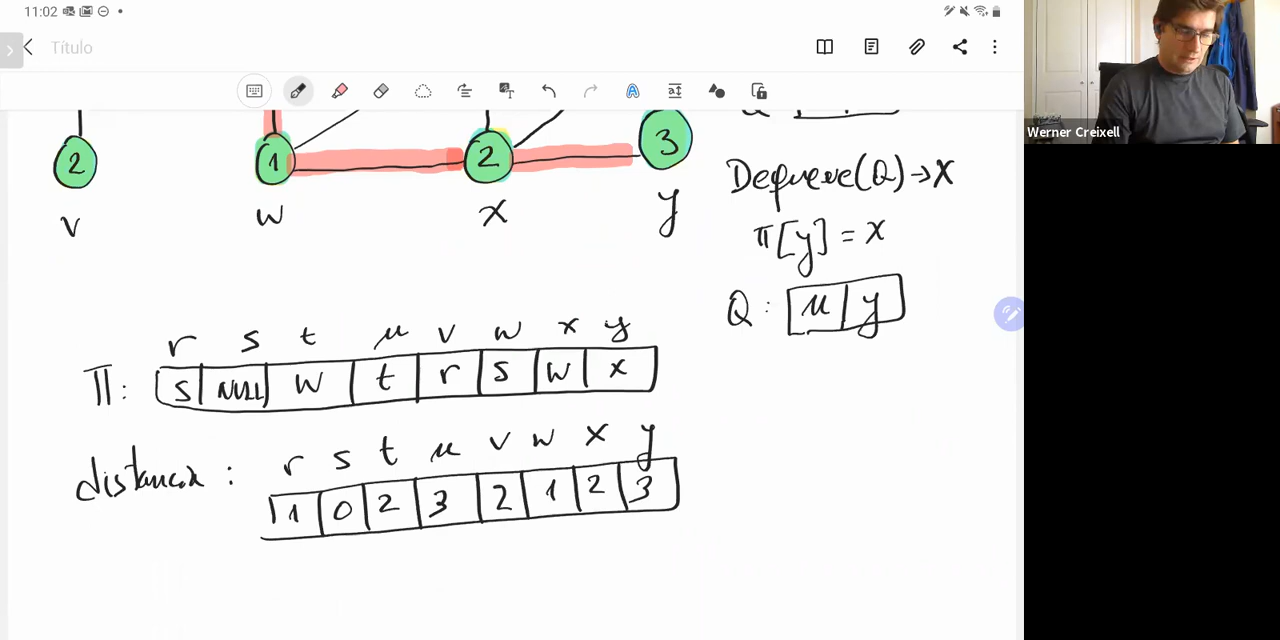 11:02
Título
Werner Creixell
2 1 2 3
v w x y
Dequeue(Q)→x
π[y] = x
Q : u y
r s t u v w x y
π: s NULL w t r s w x
distancia : r s t u v w x y
1 0 2 3 2 1 2 3